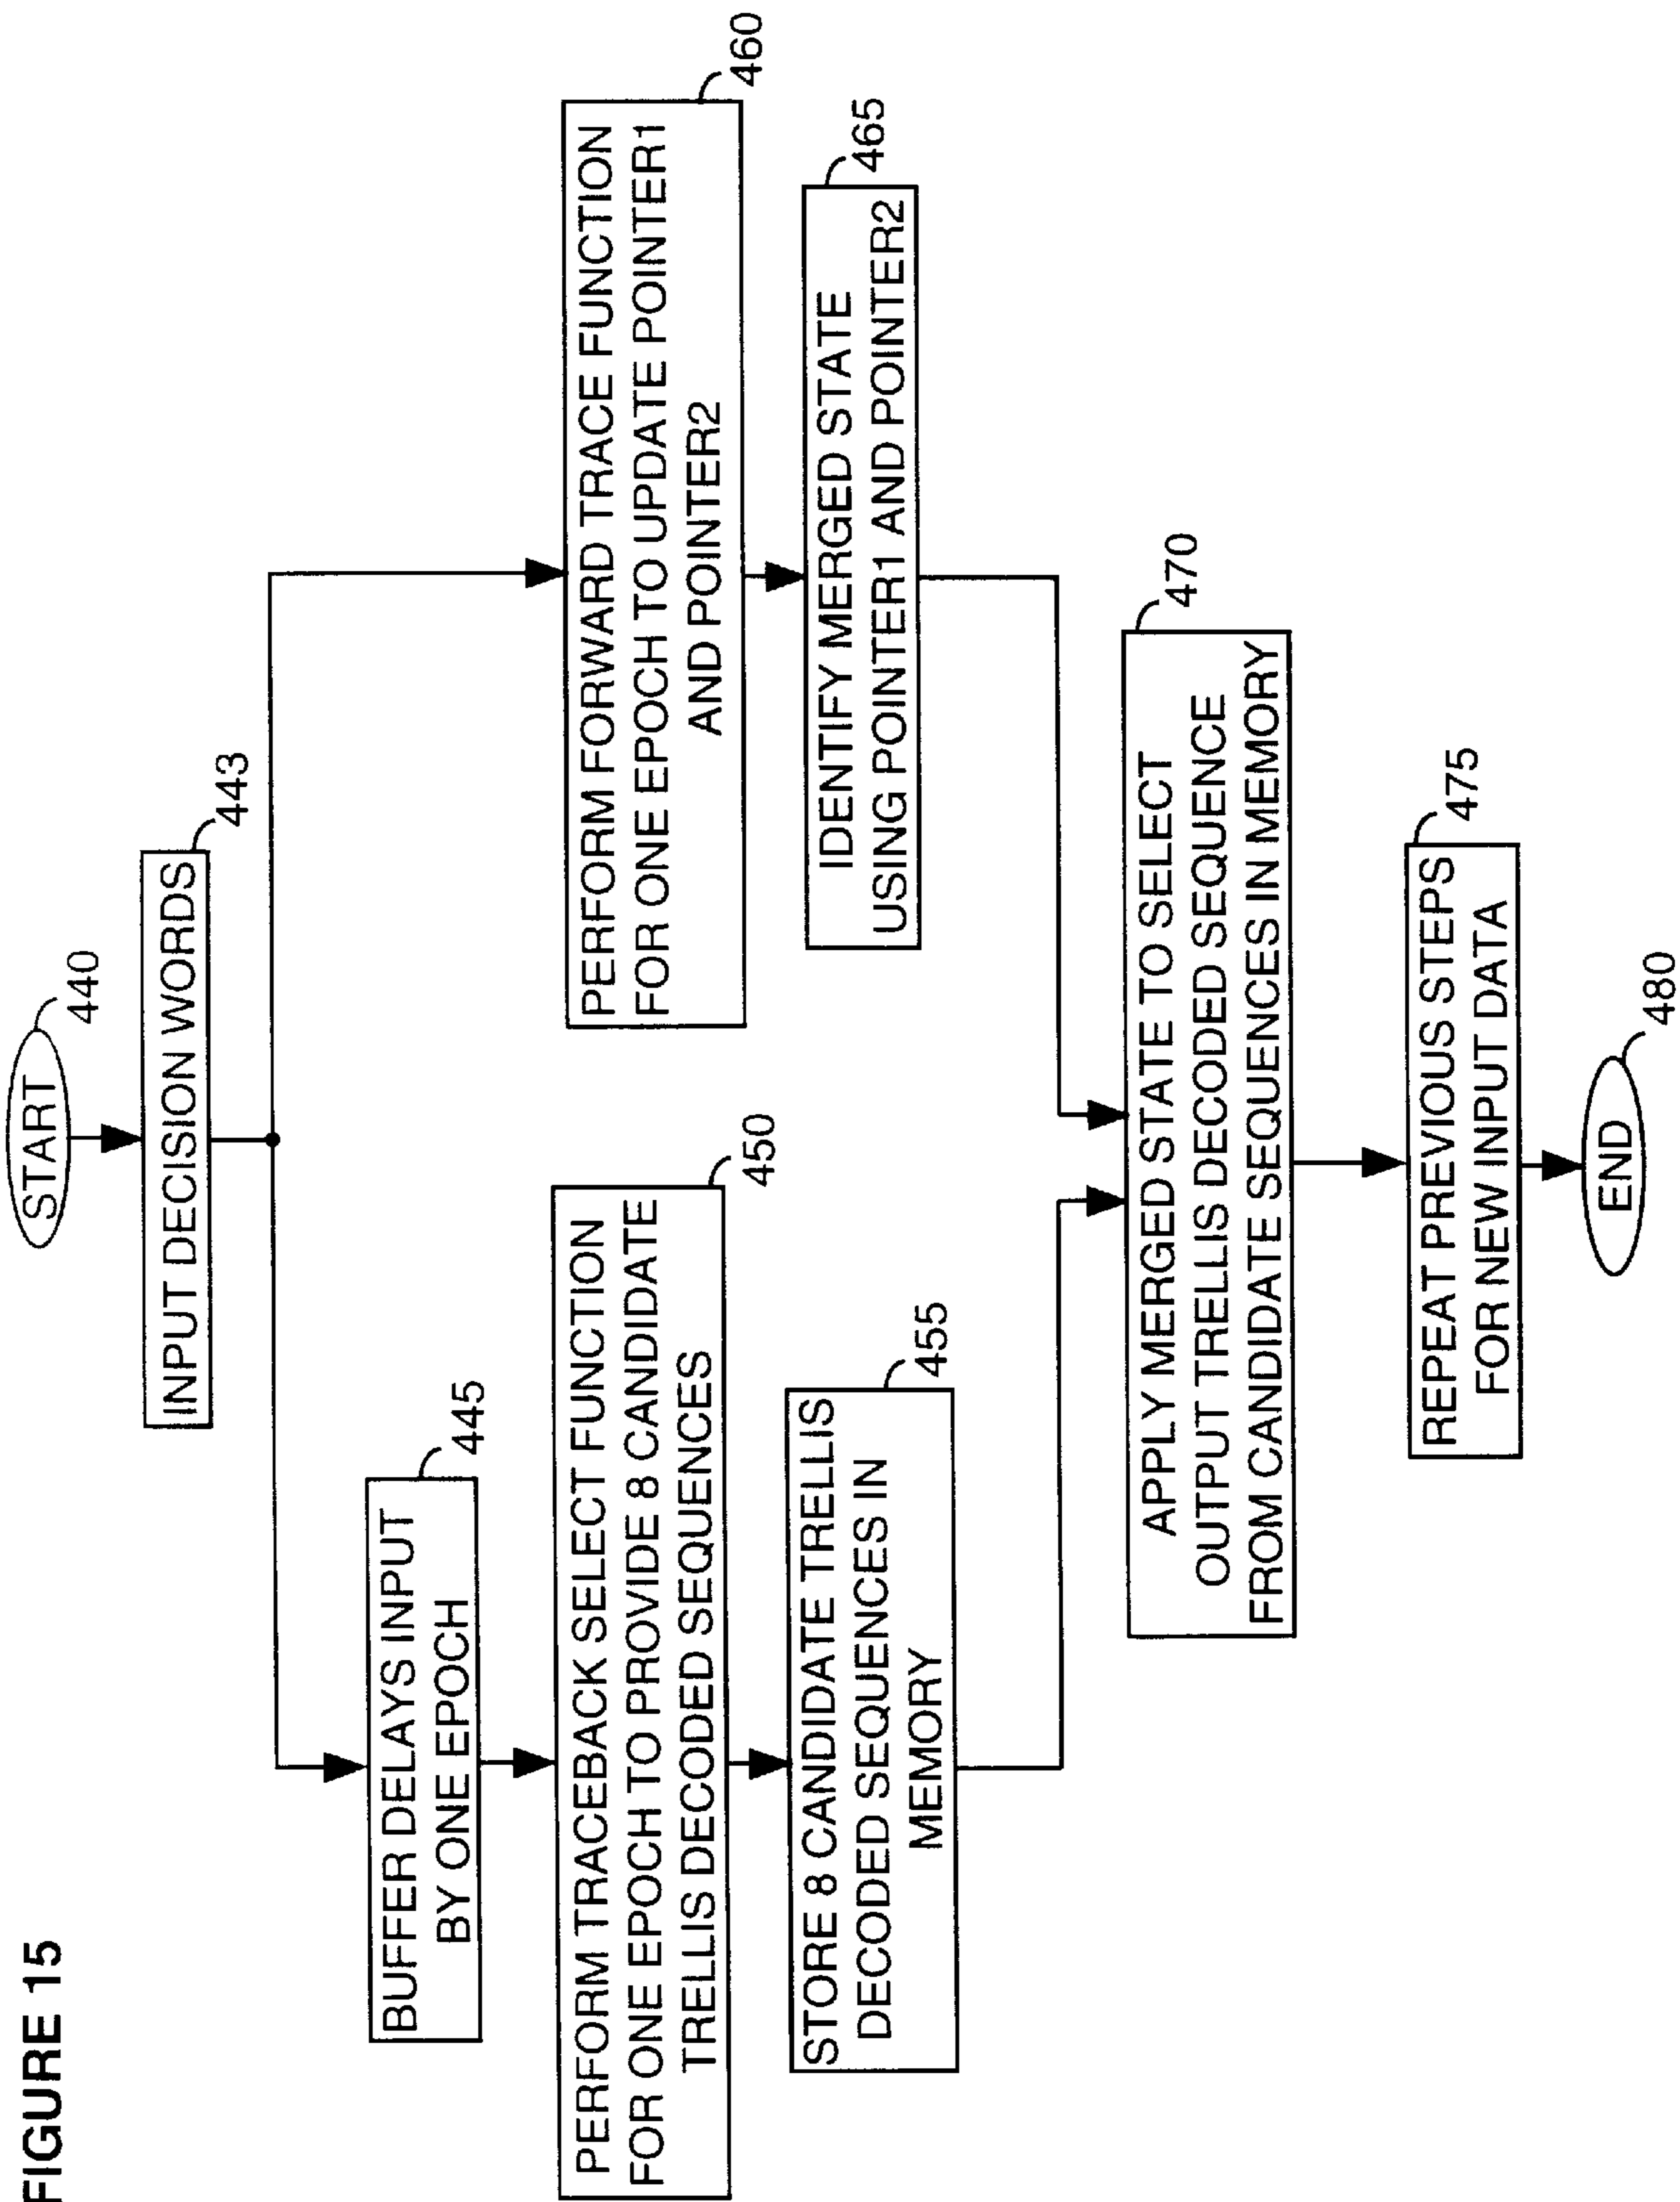 FIGURE 15
START
440
INPUT DECISION WORDS
443
BUFFER DELAYS INPUT
BY ONE EPOCH
445
PERFORM TRACEBACK SELECT FUNCTION
FOR ONE EPOCH TO PROVIDE 8 CANDIDATE
TRELLIS DECODED SEQUENCES
450
STORE 8 CANDIDATE TRELLIS
DECODED SEQUENCES IN
MEMORY
455
PERFORM FORWARD TRACE FUNCTION
FOR ONE EPOCH TO UPDATE POINTER1
AND POINTER2
460
IDENTIFY MERGED STATE
USING POINTER1 AND POINTER2
465
APPLY MERGED STATE TO SELECT
OUTPUT TRELLIS DECODED SEQUENCE
FROM CANDIDATE SEQUENCES IN MEMORY
470
REPEAT PREVIOUS STEPS
FOR NEW INPUT DATA
475
END
480